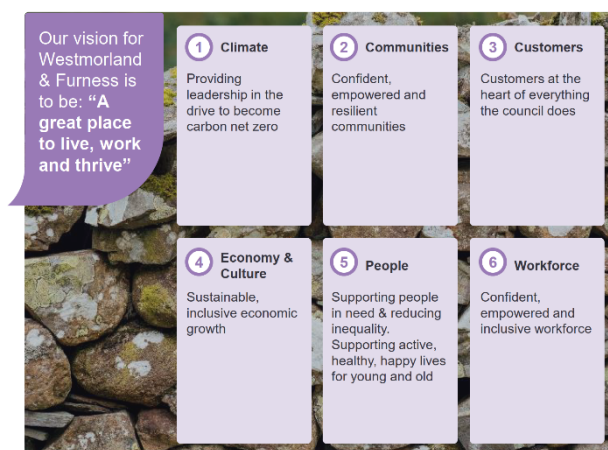 Our vision for
Westmorland
& Furness is
to be: “A
great place
to live, work
and thrive”
1 Climate
Providing
leadership in the
drive to become
carbon net zero
2 Communities
Confident,
empowered and
resilient
communities
3 Customers
Customers at the
heart of everything
the council does
4 Economy &
Culture
Sustainable,
inclusive economic
growth
5 People
Supporting people
in need & reducing
inequality.
Supporting active,
healthy, happy lives
for young and old
6 Workforce
Confident,
empowered and
inclusive workforce